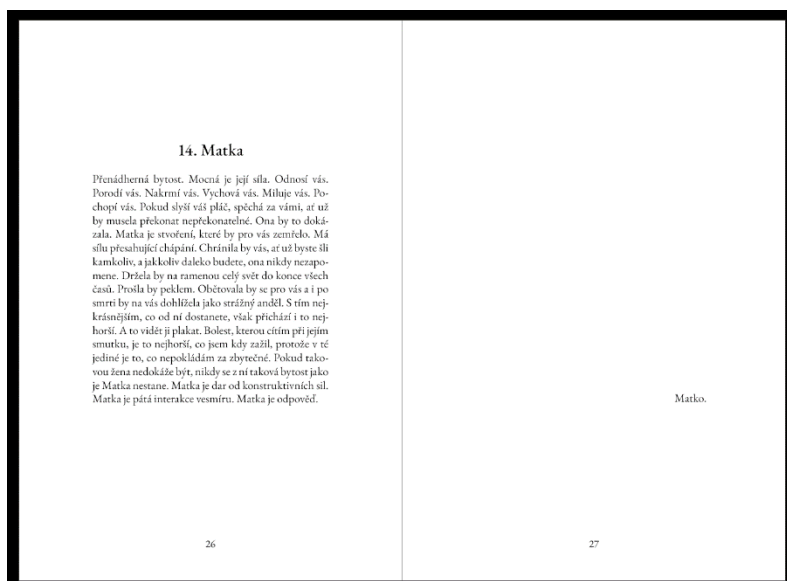 14. Matka
Přenádherná bytost. Mocná je její síla. Odnosí vás.
Porodí vás. Nakrmí vás. Vychová vás. Miluje vás. Po-
chopí vás. Pokud slyší váš pláč, spěchá za vámi, ať už
by musela překonat nepřekonatelné. Ona by to doká-
zala. Matka je stvoření, které by pro vás zemřelo. Má
sílu přesahující chápání. Chránila by vás, ať už byste šli
kamkoliv, a jakkoliv daleko budete, ona nikdy nezapo-
mene. Držela by na ramenou celý svět do konce všech
časů. Prošla by peklem. Obětovala by se pro vás a i po
smrti by na vás dohlížela jako strážný anděl. S tím nej-
krásnějším, co od ní dostanete, však přichází i to nej-
horší. A to vidět ji plakat. Bolest, kterou cítím při jejím
smutku, je to nejhorší, co jsem kdy zažil, protože v té
jediné je to, co nepokládám za zbytečné. Pokud tako-
vou žena nedokáže být, nikdy se z ní taková bytost jako
je Matka nestane. Matka je dar od konstruktivních sil.
Matka je pátá interakce vesmíru. Matka je odpověď.
26
Matko.
27